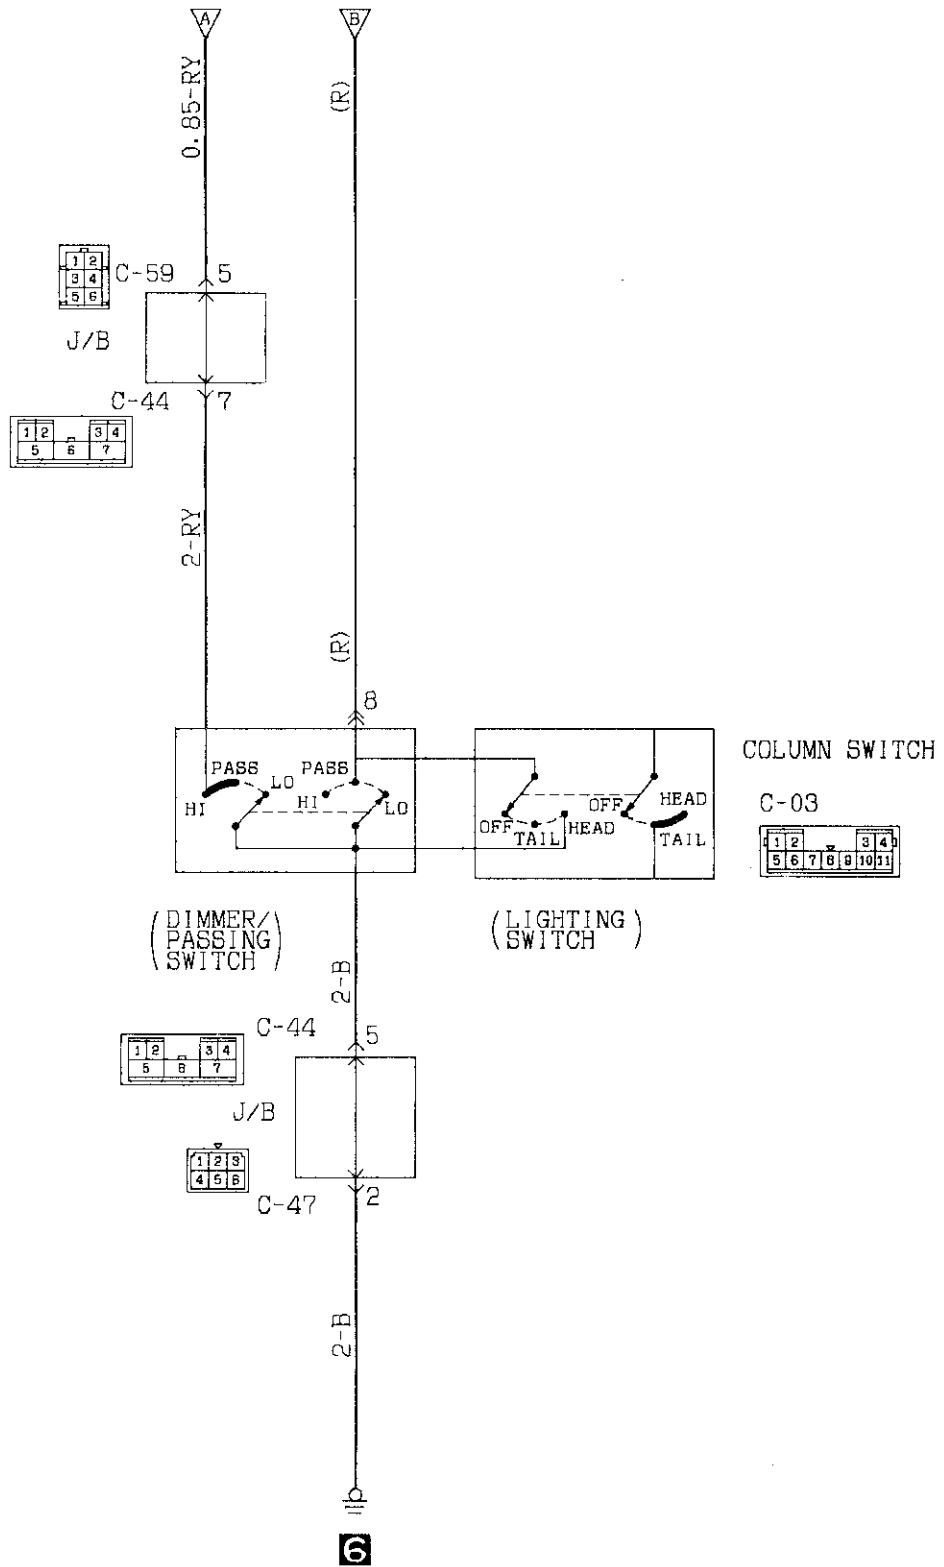 A B
0.85-RY (R)
1 2
3 4
5 6
C-59 5
J/B
C-44 7
1 2 3 4
5 6 7
2-RY (R)
8
COLUMN SWITCH
C-03
1 2 3 4
5 6 7 8 9 10 11
PASS LO PASS
HI HI LO
OFF TAIL HEAD
OFF HEAD
TAIL
(DIMMER/
PASSING
SWITCH)
(LIGHTING
SWITCH)
2-B
C-44 5
1 2 3 4
5 6 7
J/B
1 2 3
4 5 6
C-47 2
2-B
6